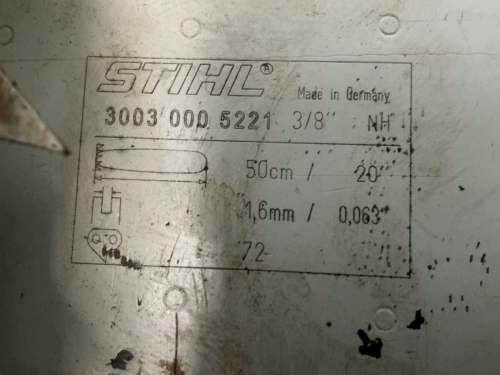 STIHL®
Made in Germany
3003 000 5221 3/8" NH
50cm / 20"
1,6mm / 0,063"
72